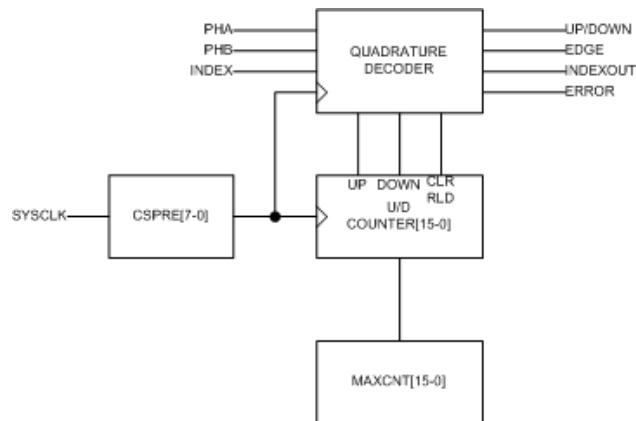 PHA
PHB
INDEX
QUADRATURE
DECODER
UP/DOWN
EDGE
INDEXOUT
ERROR
UP DOWN CLR
RLD
U/D
COUNTER[15-0]
SYSCLK
CSPRE[7-0]
MAXCNT[15-0]